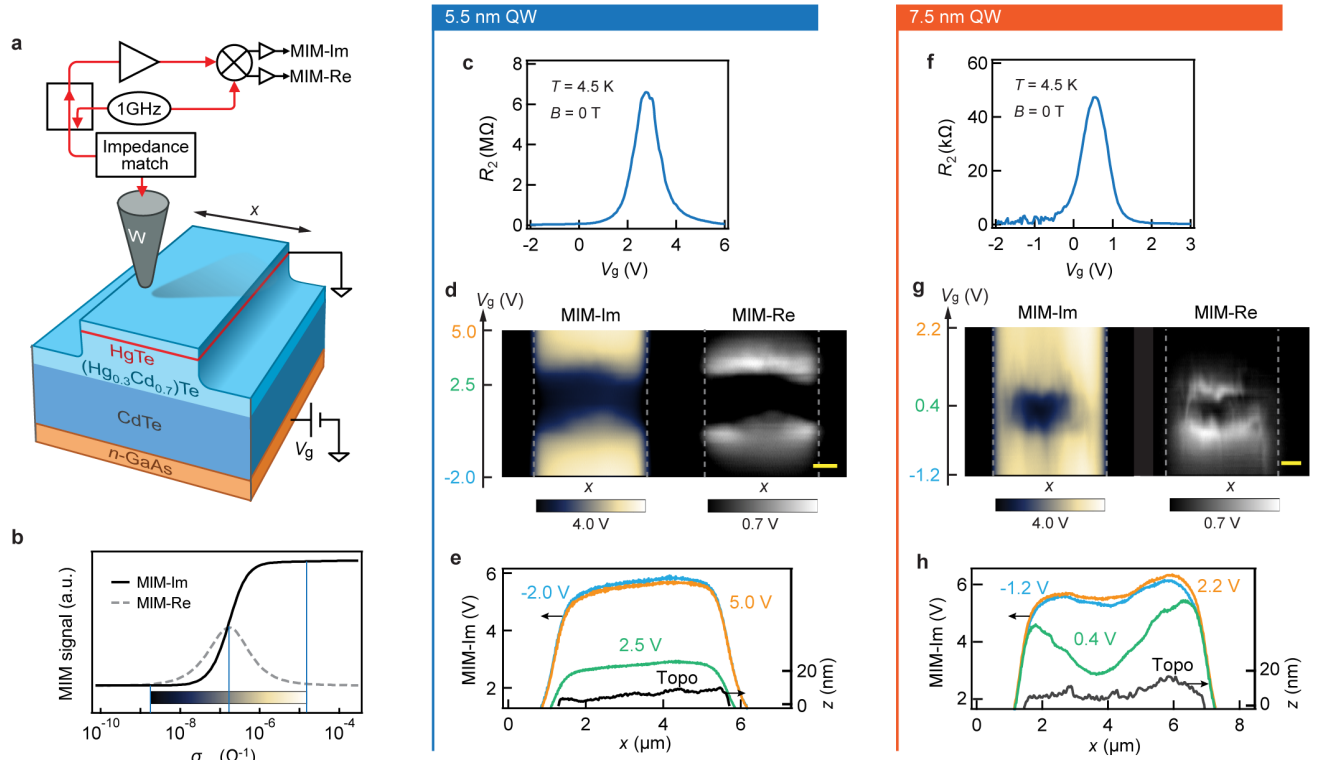 5.5 nm QW
7.5 nm QW
a
MIM-Im
MIM-Re
1GHz
Impedance
match
x
W
HgTe
(Hg0.3Cd0.7)Te
CdTe
n-GaAs
Vg
b
MIM signal (a.u.)
MIM-Im
MIM-Re
10-10
10-8
10-6
10-4
(Ω-1)
c
R2 (MΩ)
8
6
4
2
0
T = 4.5 K
B = 0 T
-2 0 2 4 6
Vg (V)
d
Vg (V)
MIM-Im MIM-Re
5.0
2.5
-2.0
x x
4.0 V 0.7 V
e
MIM-Im (V)
6
4
2
-2.0 V
5.0 V
2.5 V
Topo
20
0
z (nm)
0 2 4 6
x (μm)
f
R2 (kΩ)
60
40
20
0
T = 4.5 K
B = 0 T
-2 -1 0 1 2 3
Vg (V)
g
Vg (V)
MIM-Im MIM-Re
2.2
0.4
-1.2
x x
4.0 V 0.7 V
h
MIM-Im (V)
6
4
2
-1.2 V
2.2 V
0.4 V
Topo
20
0
z (nm)
0 2 4 6 8
x (μm)